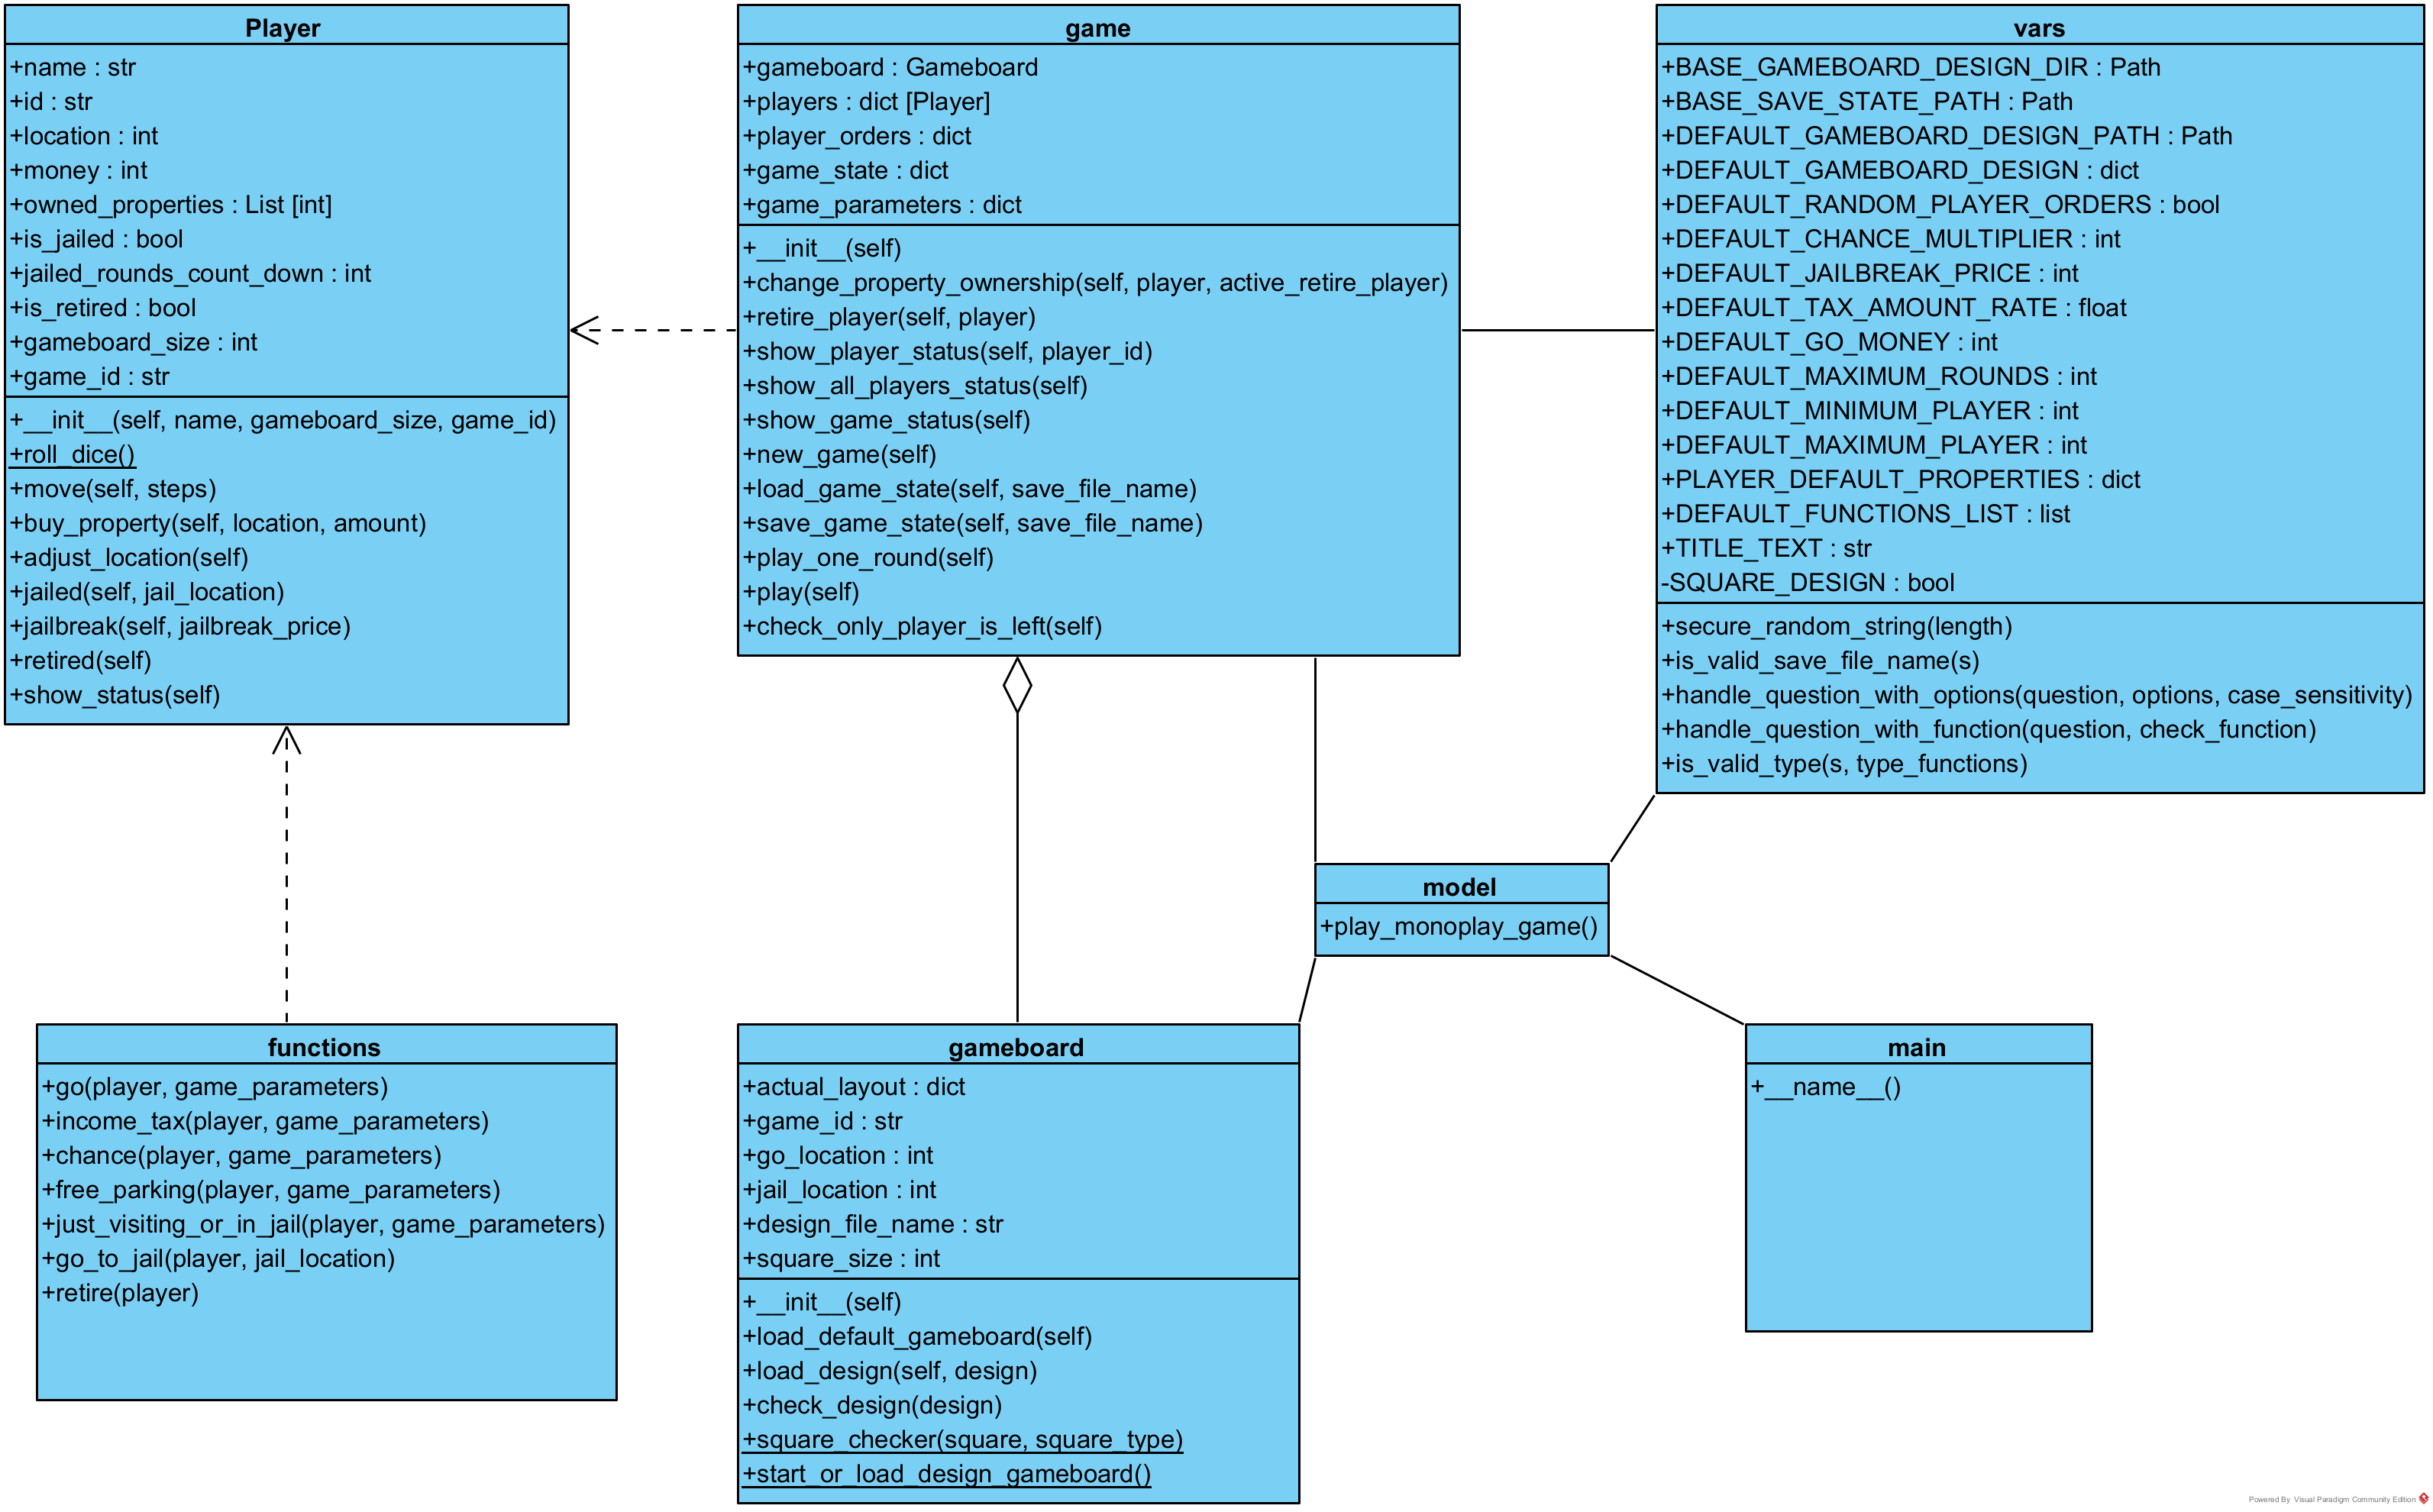 Player
+name : str
+id : str
+location : int
+money : int
+owned_properties : List [int]
+is_jailed : bool
+jailed_rounds_count_down : int
+is_retired : bool
+gameboard_size : int
+game_id : str
+__init__(self, name, gameboard_size, game_id)
+roll_dice()
+move(self, steps)
+buy_property(self, location, amount)
+adjust_location(self)
+jailed(self, jail_location)
+jailbreak(self, jailbreak_price)
+retired(self)
+show_status(self)
game
+gameboard : Gameboard
+players : dict [Player]
+player_orders : dict
+game_state : dict
+game_parameters : dict
+__init__(self)
+change_property_ownership(self, player, active_retire_player)
+retire_player(self, player)
+show_player_status(self, player_id)
+show_all_players_status(self)
+show_game_status(self)
+new_game(self)
+load_game_state(self, save_file_name)
+save_game_state(self, save_file_name)
+play_one_round(self)
+play(self)
+check_only_player_is_left(self)
vars
+BASE_GAMEBOARD_DESIGN_DIR : Path
+BASE_SAVE_STATE_PATH : Path
+DEFAULT_GAMEBOARD_DESIGN_PATH : Path
+DEFAULT_GAMEBOARD_DESIGN : dict
+DEFAULT_RANDOM_PLAYER_ORDERS : bool
+DEFAULT_CHANCE_MULTIPLIER : int
+DEFAULT_JAILBREAK_PRICE : int
+DEFAULT_TAX_AMOUNT_RATE : float
+DEFAULT_GO_MONEY : int
+DEFAULT_MAXIMUM_ROUNDS : int
+DEFAULT_MINIMUM_PLAYER : int
+DEFAULT_MAXIMUM_PLAYER : int
+PLAYER_DEFAULT_PROPERTIES : dict
+DEFAULT_FUNCTIONS_LIST : list
+TITLE_TEXT : str
-SQUARE_DESIGN : bool
+secure_random_string(length)
+is_valid_save_file_name(s)
+handle_question_with_options(question, options, case_sensitivity)
+handle_question_with_function(question, check_function)
+is_valid_type(s, type_functions)
model
+play_monoplay_game()
functions
+go(player, game_parameters)
+income_tax(player, game_parameters)
+chance(player, game_parameters)
+free_parking(player, game_parameters)
+just_visiting_or_in_jail(player, game_parameters)
+go_to_jail(player, jail_location)
+retire(player)
gameboard
+actual_layout : dict
+game_id : str
+go_location : int
+jail_location : int
+design_file_name : str
+square_size : int
+__init__(self)
+load_default_gameboard(self)
+load_design(self, design)
+check_design(design)
+square_checker(square, square_type)
+start_or_load_design_gameboard()
main
+__name__()
Powered By Visual Paradigm Community Edition